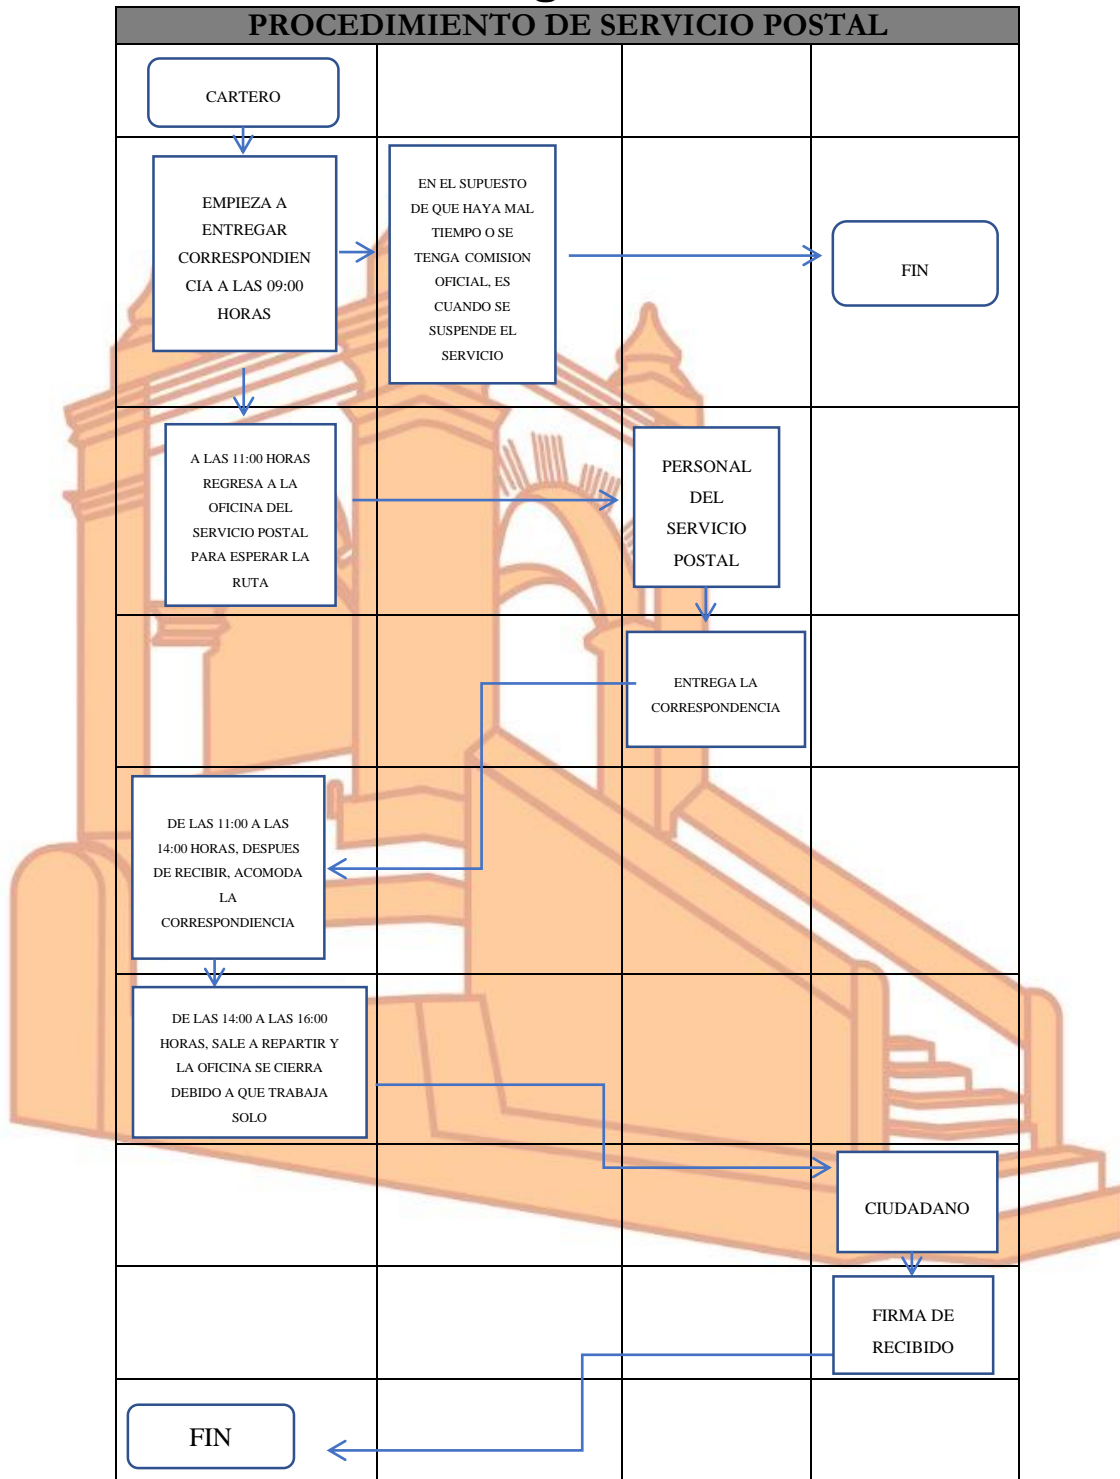 PROCEDIMIENTO DE SERVICIO POSTAL
CARTERO
EMPIEZA A
ENTREGAR
CORRESPONDIEN
CIA A LAS 09:00
HORAS
EN EL SUPUESTO
DE QUE HAYA MAL
TIEMPO O SE
TENGA COMISION
OFICIAL, ES
CUANDO SE
SUSPENDE EL
SERVICIO
FIN
A LAS 11:00 HORAS
REGRESA A LA
OFICINA DEL
SERVICIO POSTAL
PARA ESPERAR LA
RUTA
PERSONAL
DEL
SERVICIO
POSTAL
ENTREGA LA
CORRESPONDENCIA
DE LAS 11:00 A LAS
14:00 HORAS, DESPUES
DE RECIBIR, ACOMODA
LA
CORRESPONDIENCIA
DE LAS 14:00 A LAS 16:00
HORAS, SALE A REPARTIR Y
LA OFICINA SE CIERRA
DEBIDO A QUE TRABAJA
SOLO
CIUDADANO
FIRMA DE
RECIBIDO
FIN